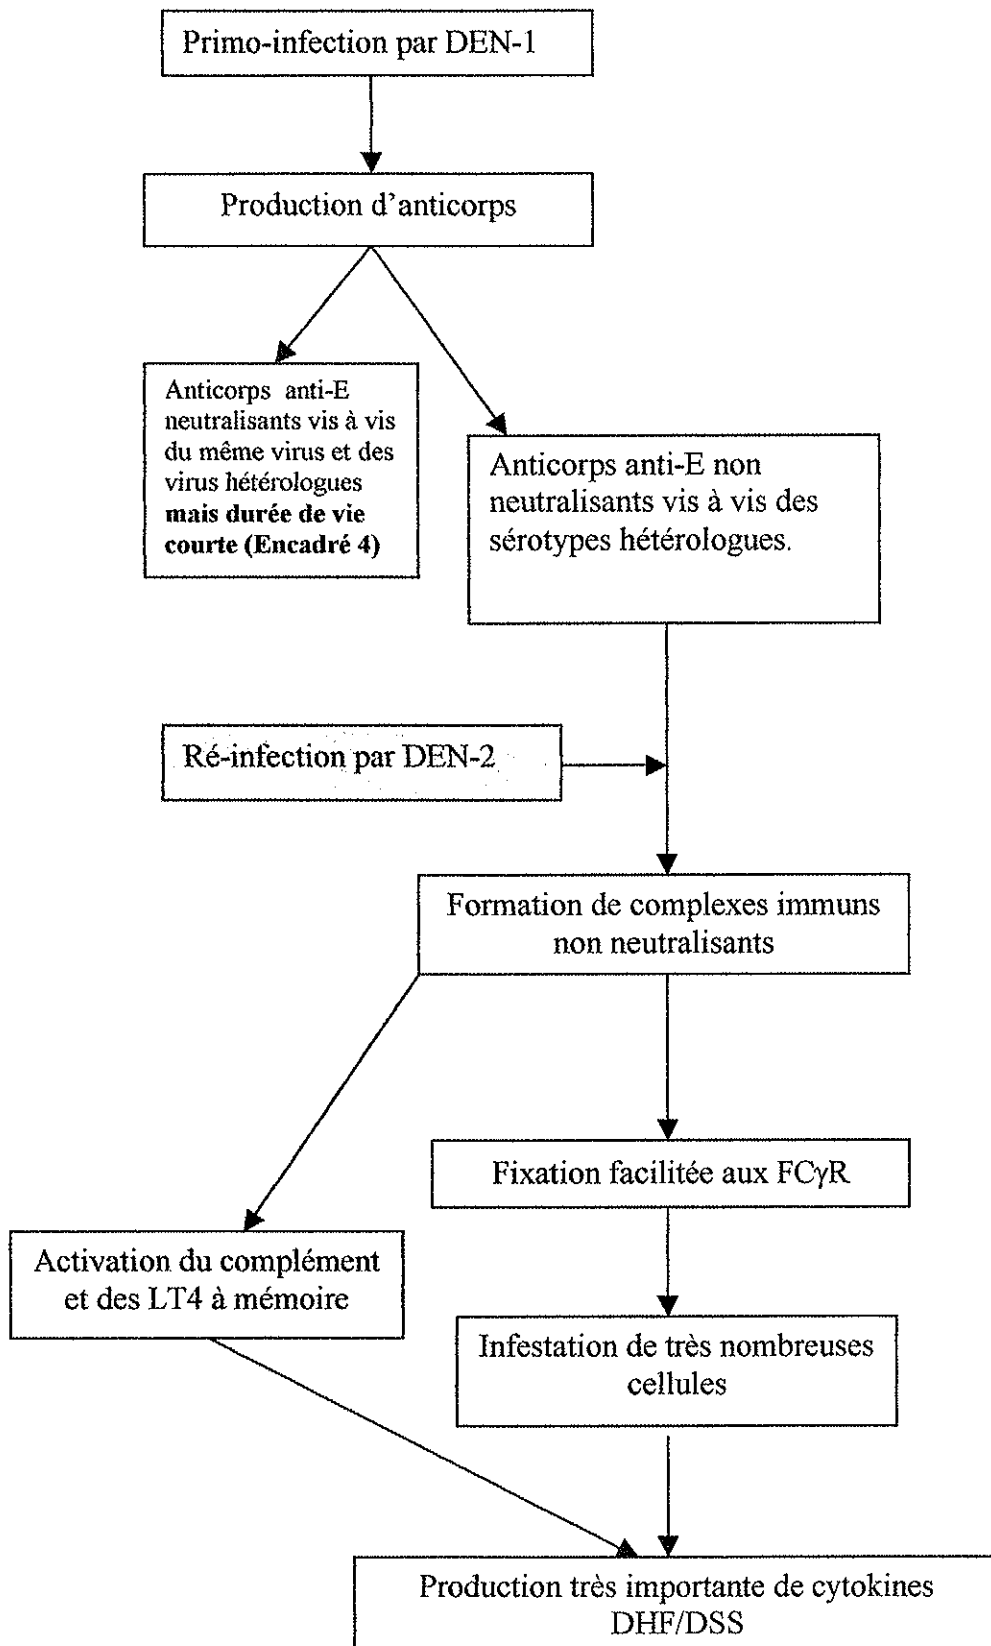 Primo-infection par DEN-1
Production d'anticorps
Anticorps anti-E
neutralisants vis à vis
du même virus et des
virus hétérologues
mais durée de vie
courte (Encadré 4)
Anticorps anti-E non
neutralisants vis à vis des
sérotypes hétérologues.
Ré-infection par DEN-2
Formation de complexes immuns
non neutralisants
Fixation facilitée aux FCγR
Activation du complément
et des LT4 à mémoire
Infestation de très nombreuses
cellules
Production très importante de cytokines
DHF/DSS